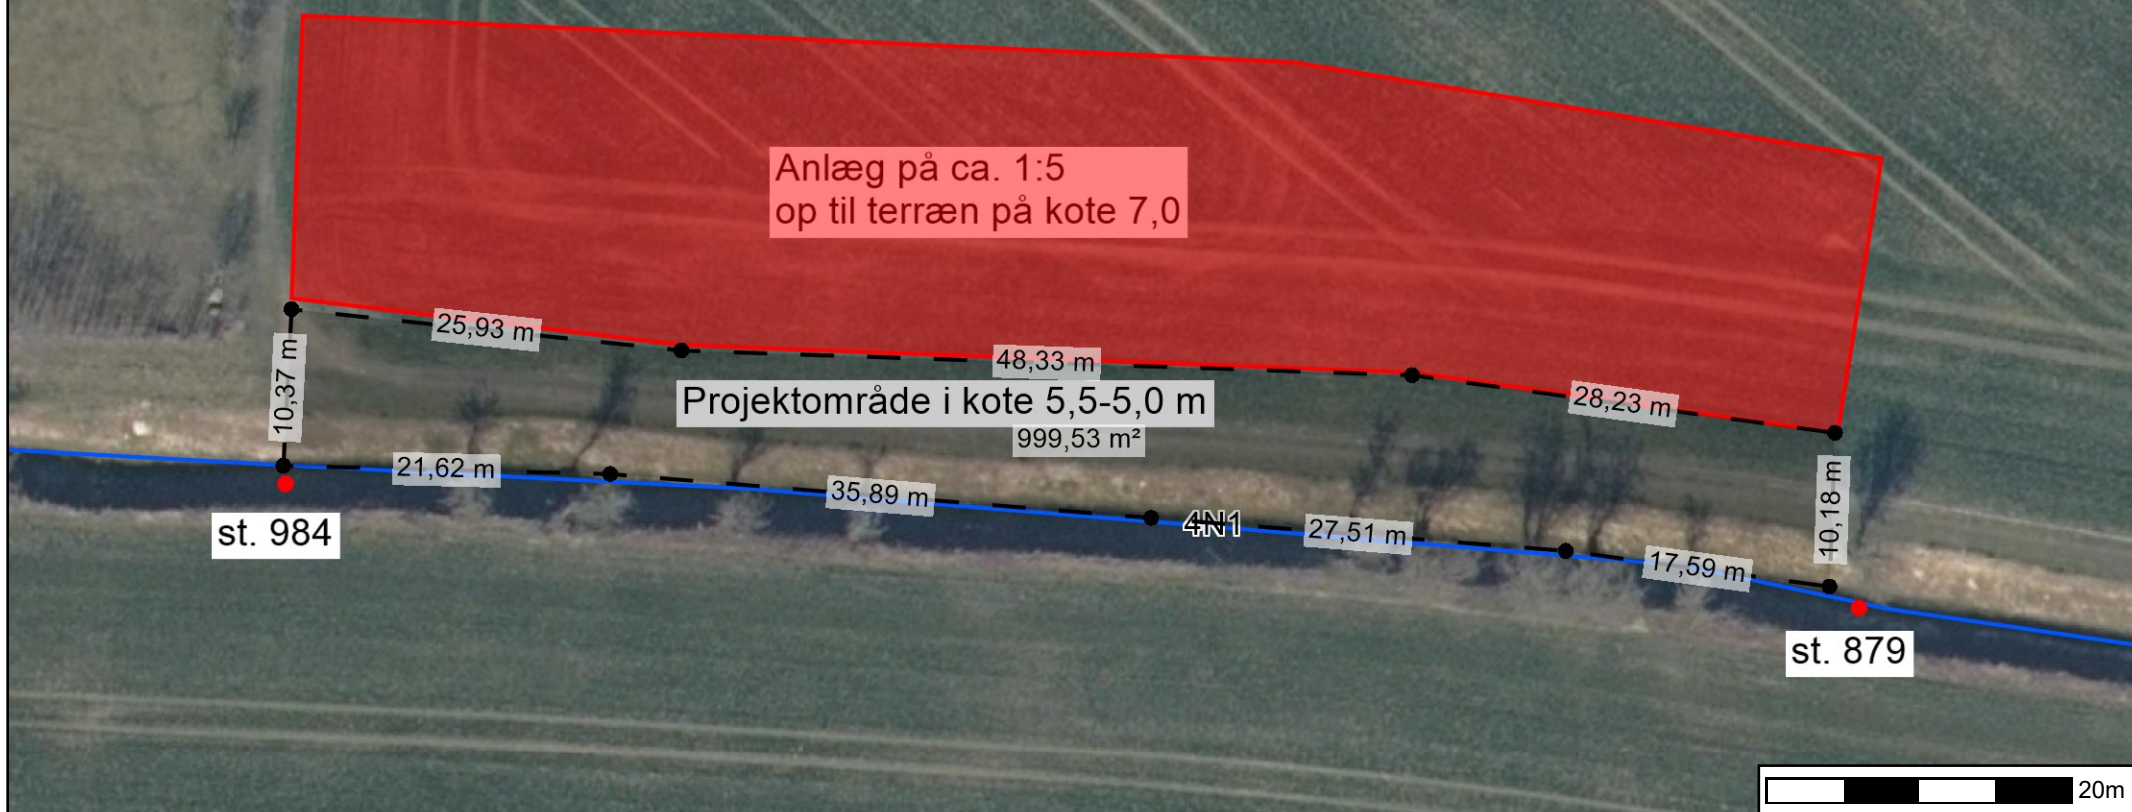 Anlæg på ca. 1:5
op til terræn på kote 7,0
25,93 m
48,33 m
28,23 m
10,37 m
Projektområde i kote 5,5-5,0 m
999,53 m²
21,62 m
35,89 m
4N1
27,51 m
17,59 m
10,18 m
st. 984
st. 879
20m